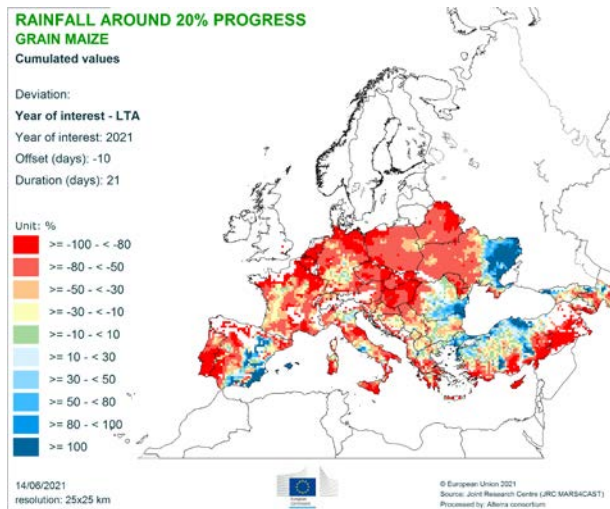 RAINFALL AROUND 20% PROGRESS
GRAIN MAIZE
Cumulated values
Deviation:
Year of interest - LTA
Year of interest: 2021
Offset (days): -10
Duration (days): 21
Unit: %
>= -100 - < -80
>= -80 - < -50
>= -50 - < -30
>= -30 - < -10
>= -10 - < 10
>= 10 - < 30
>= 30 - < 50
>= 50 - < 80
>= 80 - < 100
>= 100
14/06/2021
resolution: 25x25 km
© European Union 2021
Source: Joint Research Centre (JRC MARS4CAST)
Processed by: Alterra consortium